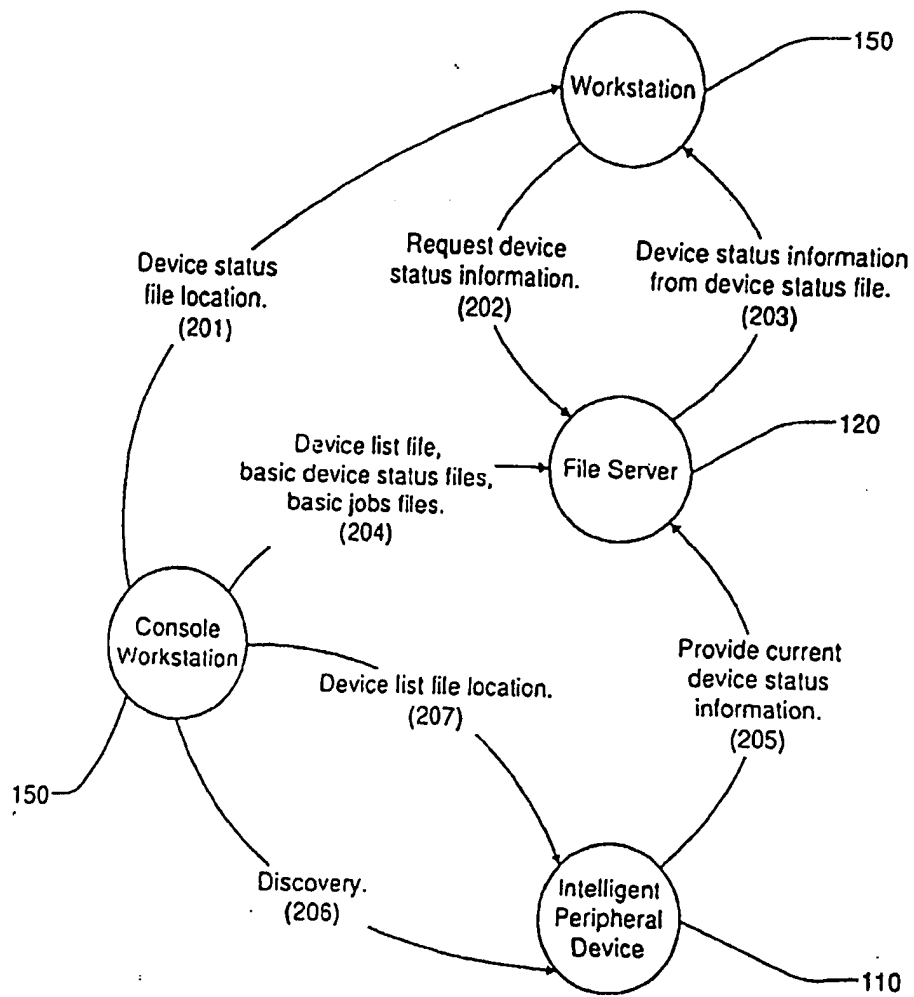 150
Workstation
Request device
status information.
(202)
Device status information
from device status file.
(203)
Device status
file location.
(201)
120
Device list file,
basic device status files,
basic jobs files.
(204)
File Server
Console
Workstation
Provide current
device status
information.
(205)
Device list file location.
(207)
150
Discovery.
(206)
Intelligent
Peripheral
Device
110